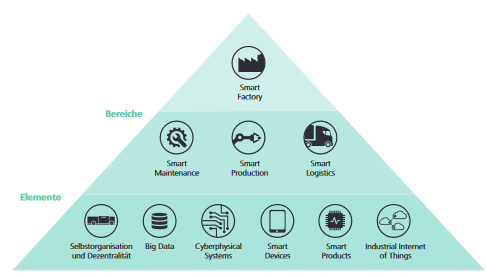 Smart
Factory
Bereiche
Smart
Maintenance
Smart
Production
Smart
Logistics
Elemente
Selbstorganisation
und Dezentralität
Big Data
Cyberphysical
Systems
Smart
Devices
Smart
Products
Industrial Internet
of Things